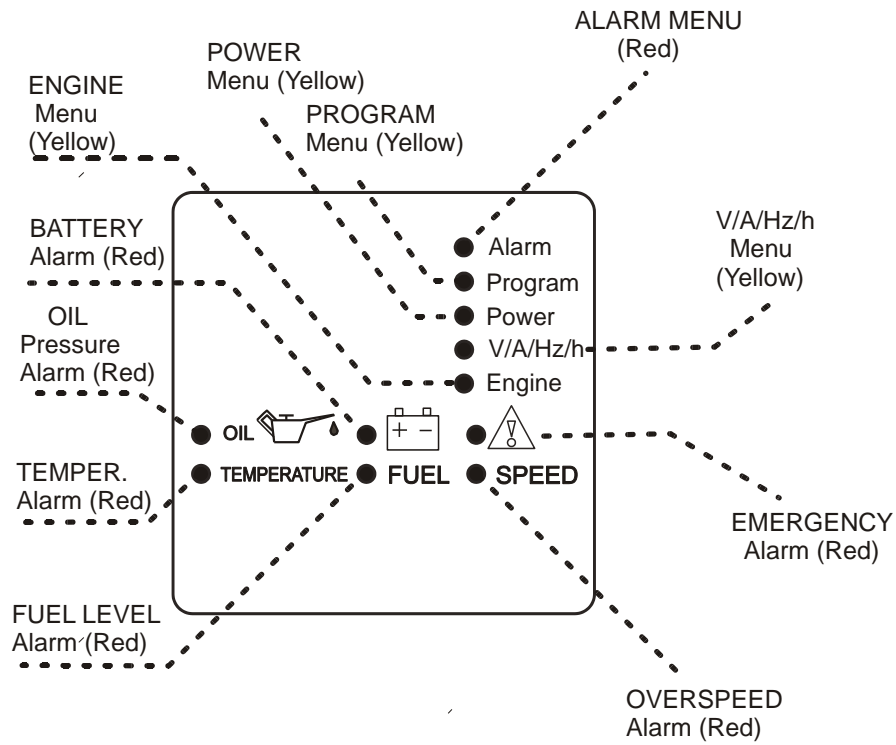 ALARM MENU
(Red)
POWER
Menu (Yellow)
ENGINE
Menu
(Yellow)
PROGRAM
Menu (Yellow)
BATTERY
Alarm (Red)
V/A/Hz/h
Menu
(Yellow)
OIL
Pressure
Alarm (Red)
TEMPER.
Alarm (Red)
FUEL LEVEL
Alarm (Red)
Alarm
Program
Power
V/A/Hz/h
Engine
OIL
+ −
TEMPERATURE
FUEL
SPEED
EMERGENCY
Alarm (Red)
OVERSPEED
Alarm (Red)